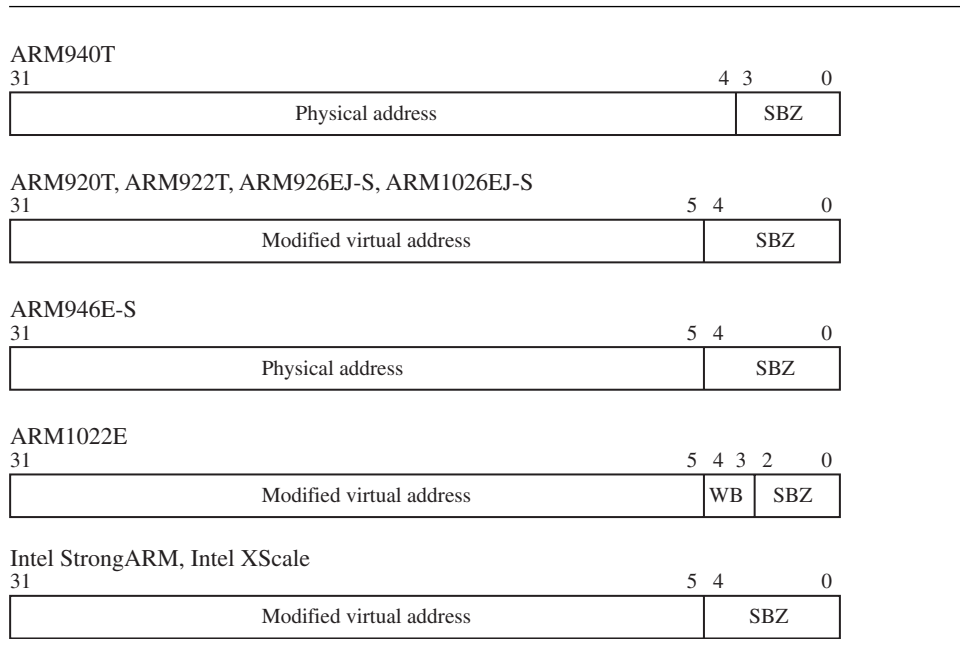 ARM940T
31 4 3 0
Physical address SBZ
ARM920T, ARM922T, ARM926EJ-S, ARM1026EJ-S
31 5 4 0
Modified virtual address SBZ
ARM946E-S
31 5 4 0
Physical address SBZ
ARM1022E
31 5 4 3 2 0
Modified virtual address WB SBZ
Intel StrongARM, Intel XScale
31 5 4 0
Modified virtual address SBZ